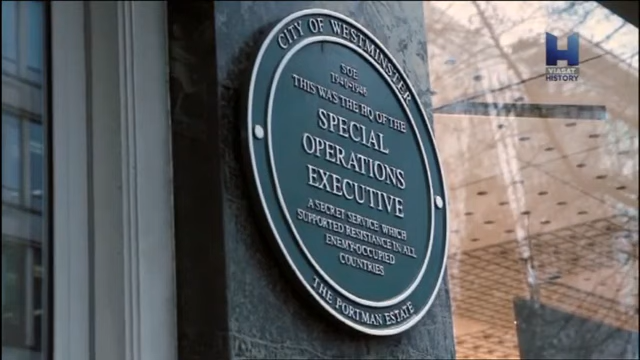 CITY OF WESTMINSTER
SOE
1940-1946
THIS WAS THE HQ OF THE
SPECIAL
OPERATIONS
EXECUTIVE
A SECRET SERVICE WHICH
SUPPORTED RESISTANCE IN ALL
ENEMY-OCCUPIED
COUNTRIES
THE PORTMAN ESTATE
H
VIASAT
HISTORY